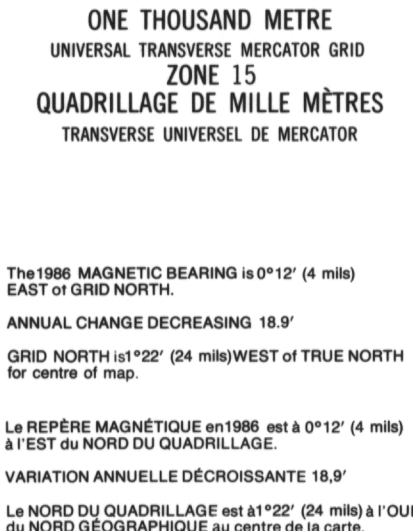 ONE THOUSAND METRE
UNIVERSAL TRANSVERSE MERCATOR GRID
ZONE 15
QUADRILLAGE DE MILLE MÈTRES
TRANSVERSE UNIVERSEL DE MERCATOR
The1986 MAGNETIC BEARING is 0°12′ (4 mils)
EAST of GRID NORTH.
ANNUAL CHANGE DECREASING 18.9′
GRID NORTH is1°22′ (24 mils)WEST of TRUE NORTH
for centre of map.
Le REPÈRE MAGNÉTIQUE en1986 est à 0°12′ (4 mils)
à l'EST du NORD DU QUADRILLAGE.
VARIATION ANNUELLE DÉCROISSANTE 18,9′
Le NORD DU QUADRILLAGE est à1°22′ (24 mils) à l'OUE
du NORD GÉOGRAPHIQUE au centre de la carte.